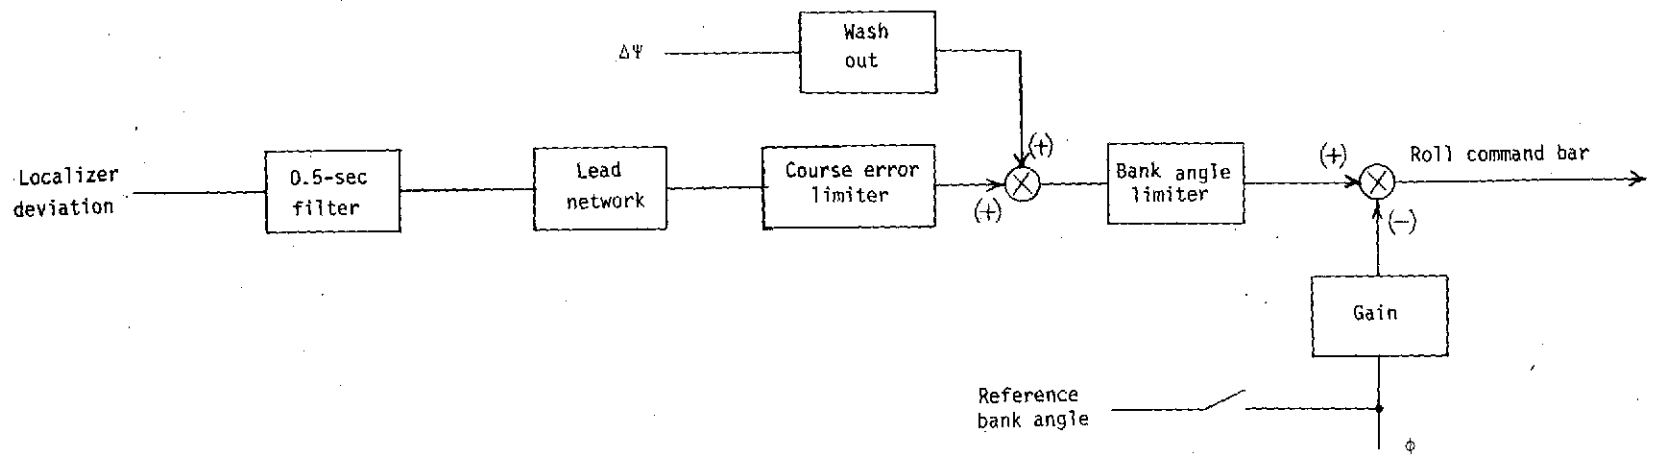 Wash
out
ΔΨ
Localizer
deviation
0.5-sec
filter
Lead
network
Course error
limiter
(+)
(+)
Bank angle
limiter
(+)
Roll command bar
(-)
Gain
Reference
bank angle
φ